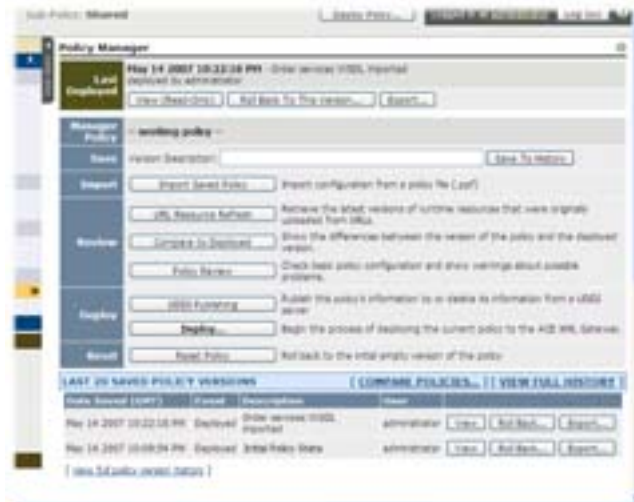 Sub-Policy: Shared
Deploy Policy...
Log Out
Policy Manager
Last Deployed
May 14 2007 10:22:18 PM - Order services WSDL imported
deployed by administrator
View (Read-Only)
Roll Back To This Version...
Export...
Manager Policy
- working policy -
Save
Version Description:
Save To History
Import
Import Saved Policy
Import configuration from a policy file (.ppf)
Review
URL Resource Refresh
Retrieve the latest versions of runtime resources that were originally uploaded from URLs.
Compare to Deployed
Show the differences between this version of the policy and the deployed version.
Policy Review
Check basic policy configuration and show warnings about possible problems.
Deploy
UDDI Publishing
Publish this policy's information to or delete its information from a UDDI server
Deploy...
Begin the process of deploying the current policy to the ACE XML Gateway.
Reset
Reset Policy
Roll back to the initial empty version of the policy
LAST 20 SAVED POLICY VERSIONS
[ COMPARE POLICIES... ] [ VIEW FULL HISTORY ]
Date Saved (GMT) Event Description User
May 14 2007 10:22:18 PM Deployed Order services WSDL imported administrator View Roll Back... Export...
May 14 2007 10:09:54 PM Deployed Initial Policy State administrator View Roll Back... Export...
[ View full policy version history ]